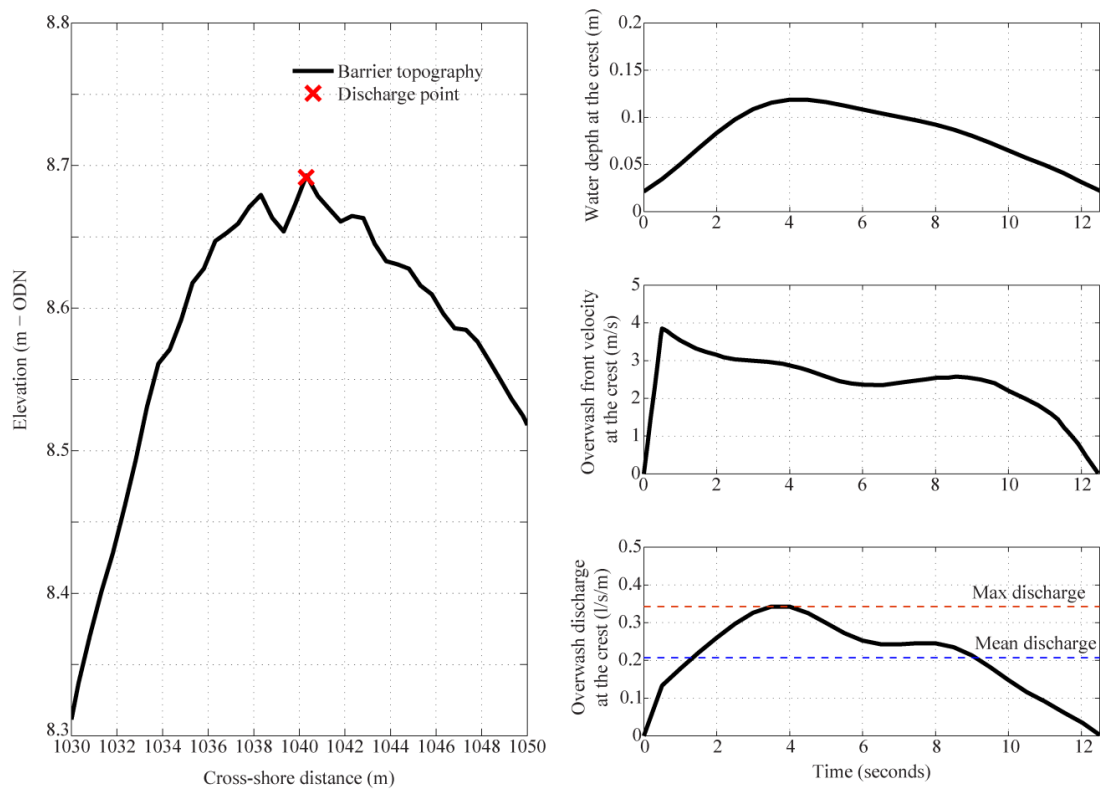 8.8
8.7
8.6
8.5
8.4
8.3
Elevation (m − ODN)
Barrier topography
Discharge point
1030 1032 1034 1036 1038 1040 1042 1044 1046 1048 1050
Cross-shore distance (m)
0.2
0.15
0.1
0.05
0
Water depth at the crest (m)
0 2 4 6 8 10 12
5
4
3
2
1
0
Overwash front velocity
at the crest (m/s)
0 2 4 6 8 10 12
0.5
0.4
0.3
0.2
0.1
0
Overwash discharge
at the crest (l/s/m)
Max discharge
Mean discharge
0 2 4 6 8 10 12
Time (seconds)